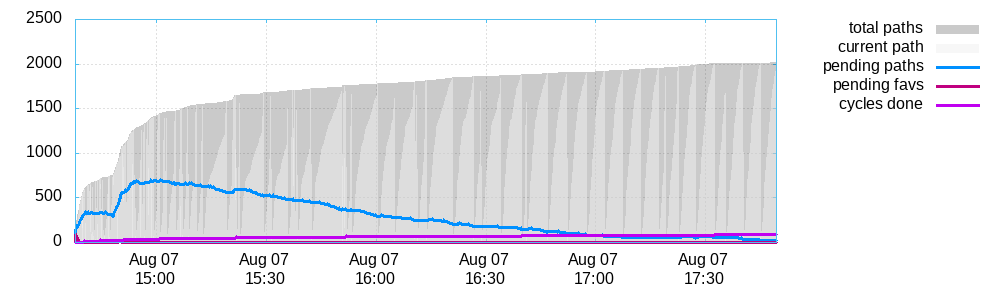 2500
2000
1500
1000
500
0
Aug 07
15:00
Aug 07
15:30
Aug 07
16:00
Aug 07
16:30
Aug 07
17:00
Aug 07
17:30
total paths
current path
pending paths
pending favs
cycles done